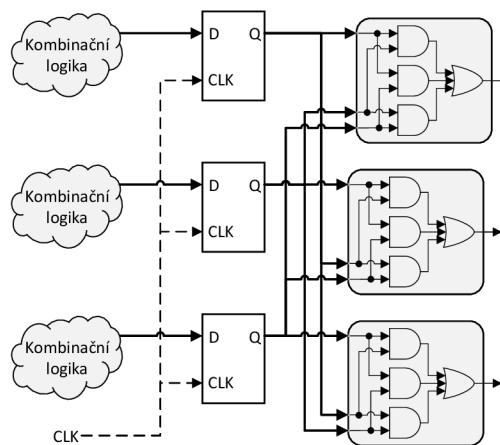 Kombinační
logika
D Q
CLK
Kombinační
logika
D Q
CLK
Kombinační
logika
D Q
CLK
CLK